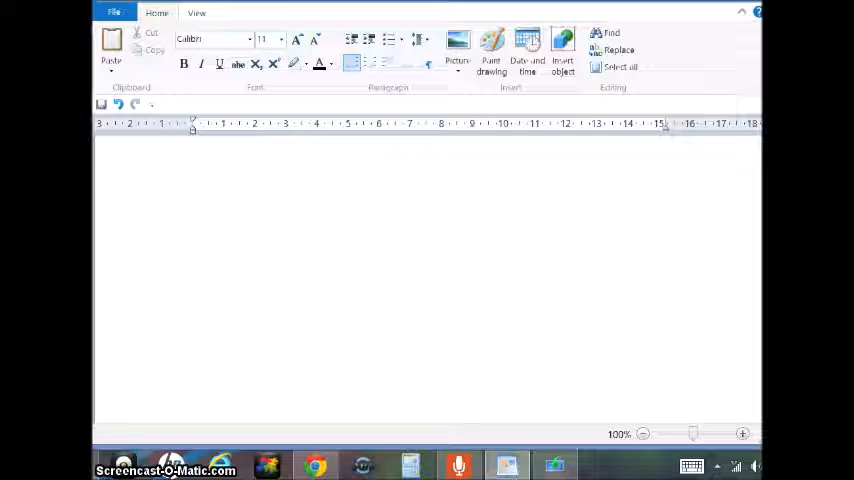 File Home View
Cut
Copy
Paste
Clipboard
Calibri 11
B I U abc X X A
Font
Paragraph
Picture
Paint drawing
Date and time
Insert object
Insert
Find
Replace
Select all
Editing
3 2 1 1 2 3 4 5 6 7 8 9 10 11 12 13 14 15 16 17 18
100%
Screencast-O-Matic.com